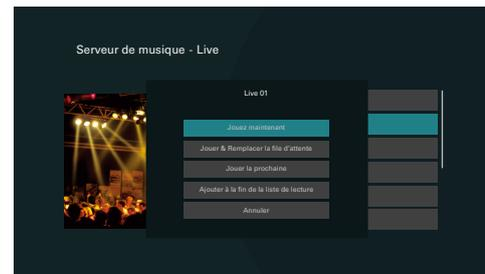 Serveur de musique - Live
Live 01
Jouez maintenant
Jouer & Remplacer la file d'attente
Jouer la prochaine
Ajouter à la fin de la liste de lecture
Annuler